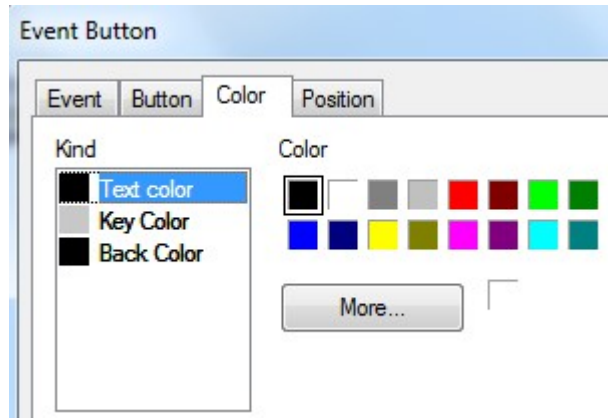 Event Button
Event Button Color Position
Kind Color
Text color
Key Color
Back Color
More...